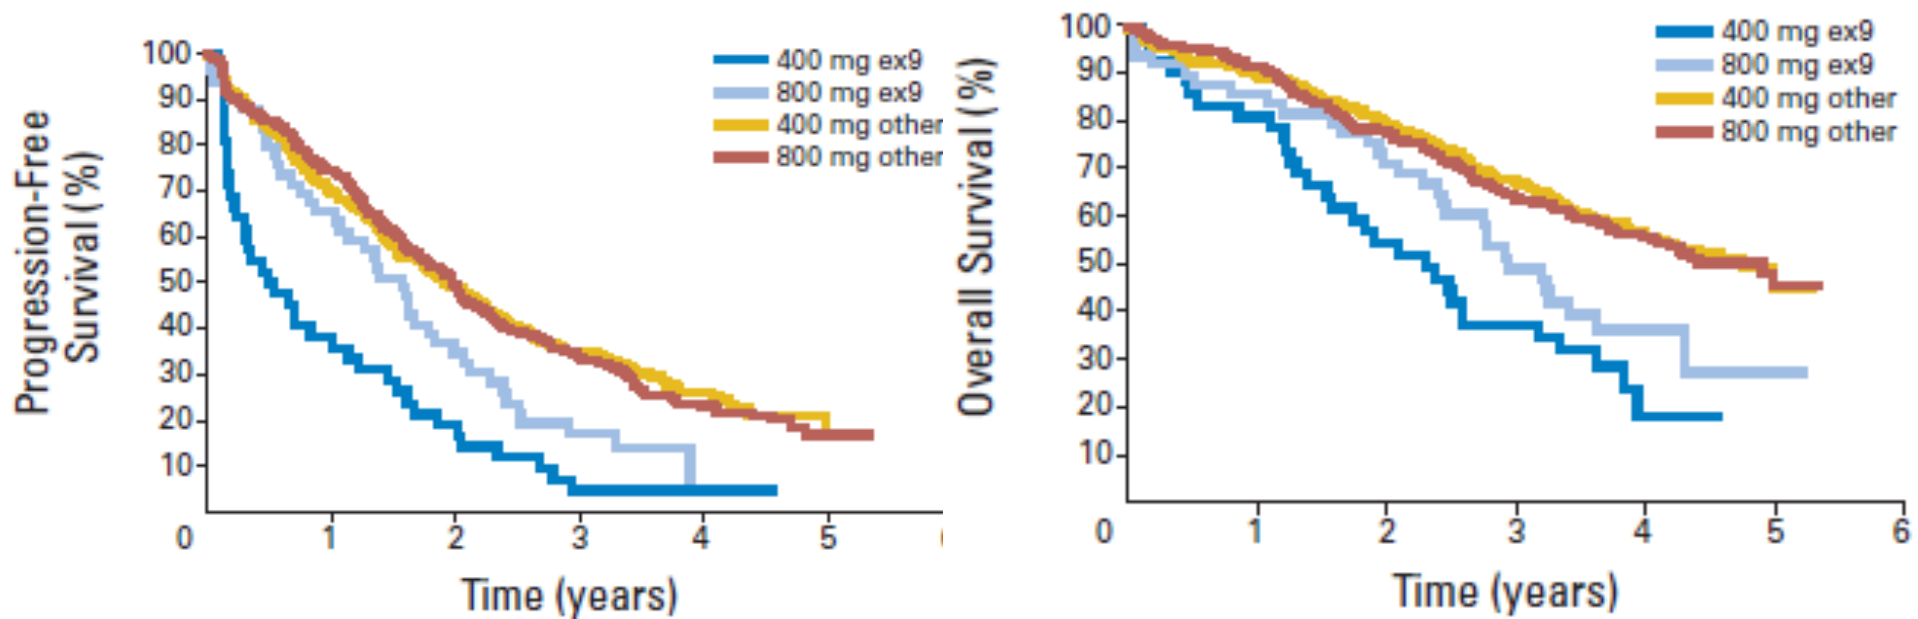 Progression-Free
Survival (%)
100
90
80
70
60
50
40
30
20
10
0
1
2
3
4
5
Time (years)
400 mg ex9
800 mg ex9
400 mg other
800 mg other
Overall Survival (%)
100
90
80
70
60
50
40
30
20
10
0
1
2
3
4
5
6
Time (years)
400 mg ex9
800 mg ex9
400 mg other
800 mg other